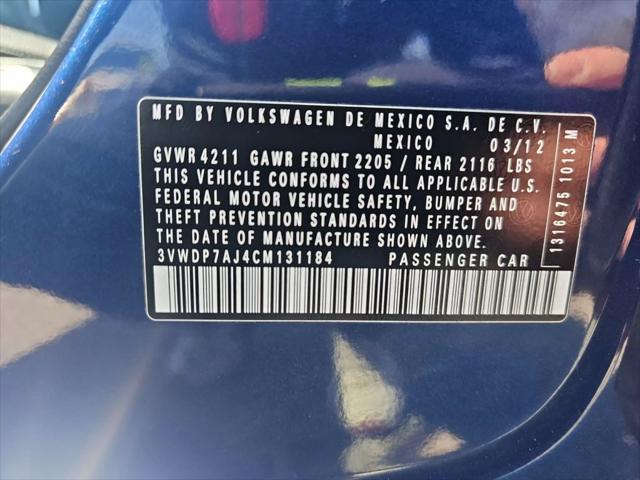 MFD BY VOLKSWAGEN DE MEXICO S.A. DE C.V.
MEXICO 03/12
GVWR 4211 GAWR FRONT 2205 / REAR 2116 LBS
THIS VEHICLE CONFORMS TO ALL APPLICABLE U.S.
FEDERAL MOTOR VEHICLE SAFETY, BUMPER AND
THEFT PREVENTION STANDARDS IN EFFECT ON
THE DATE OF MANUFACTURE SHOWN ABOVE.
3VWDP7AJ4CM131184 PASSENGER CAR
1316475 1013 M